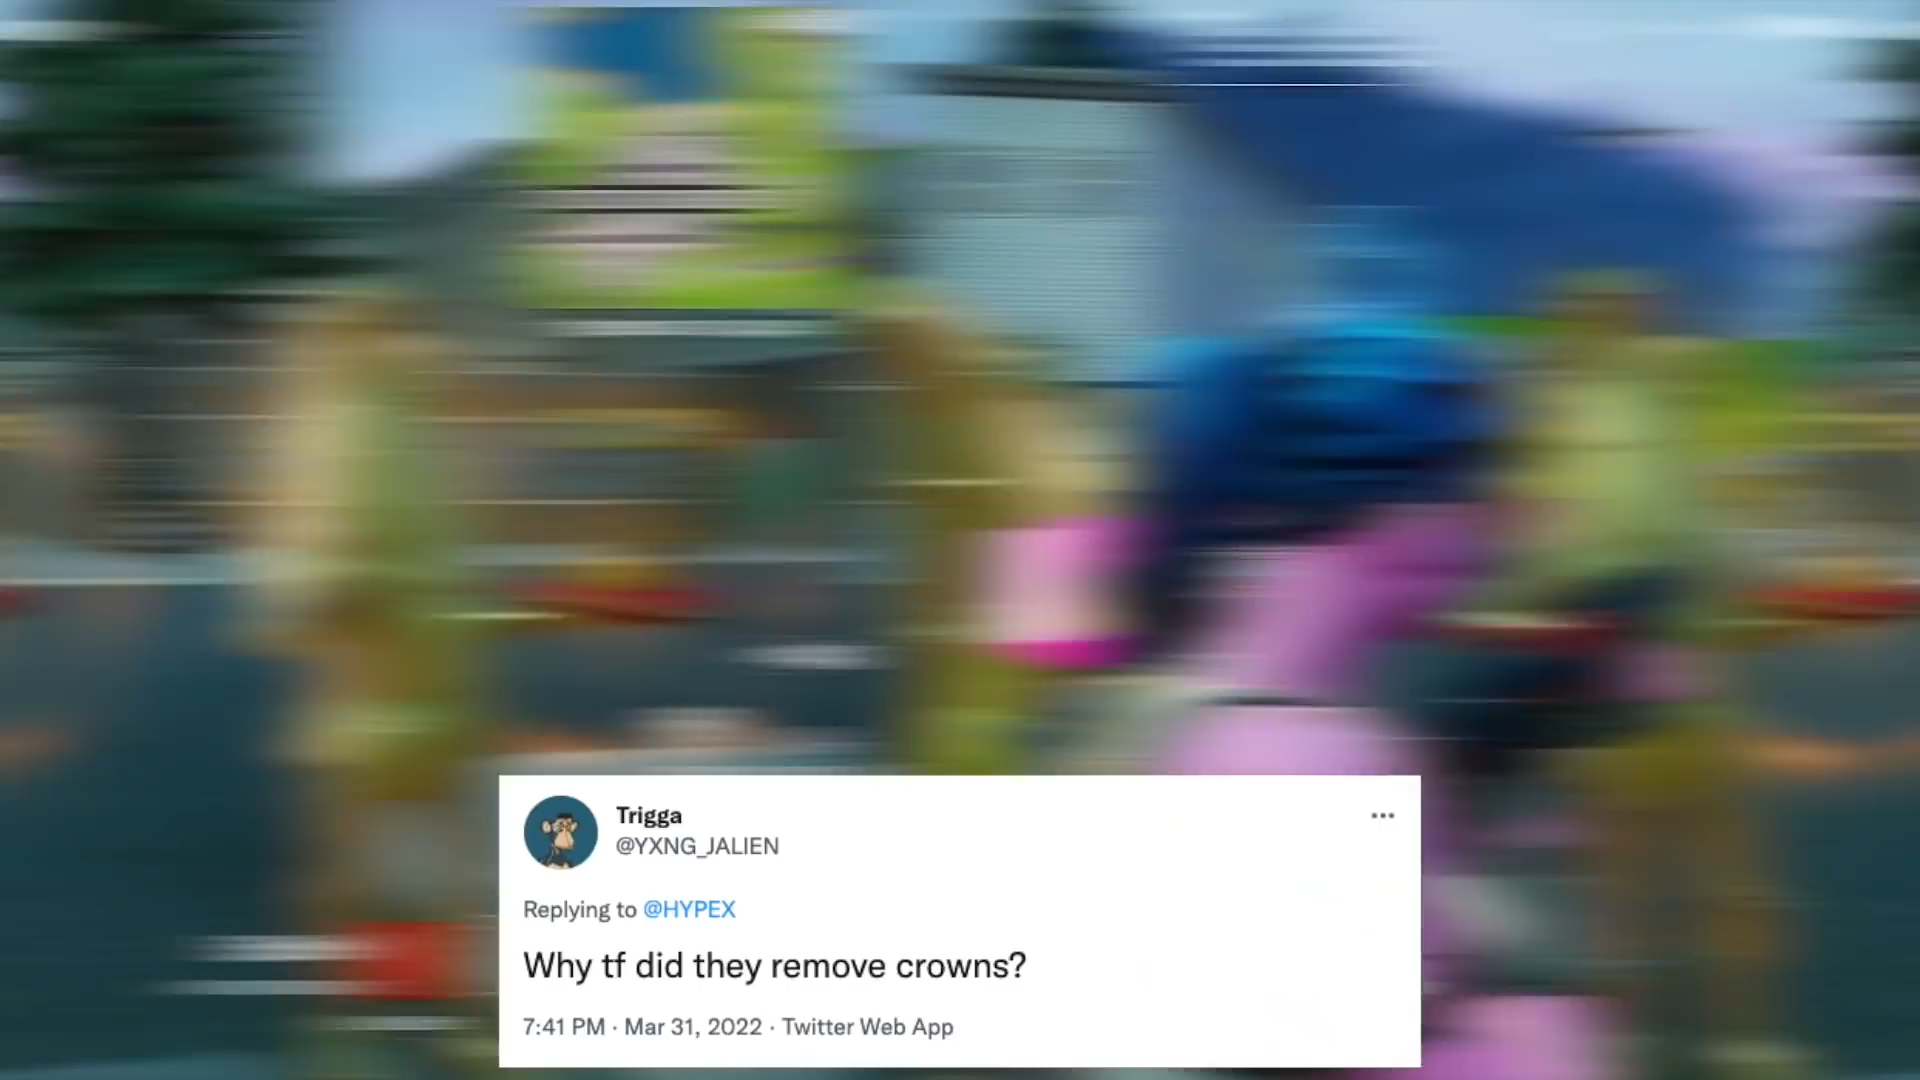 Trigga
@YXNG_JALIEN
Replying to @HYPEX
Why tf did they remove crowns?
7:41 PM · Mar 31, 2022 · Twitter Web App